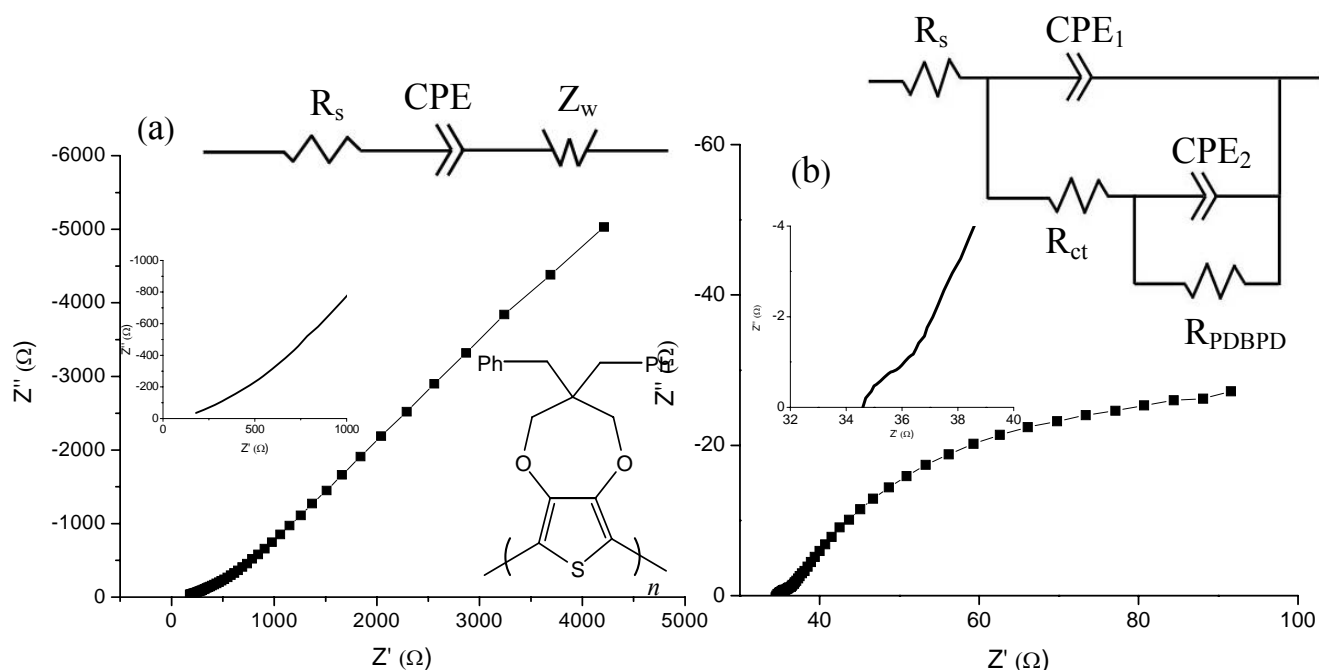 (a)
R_s
CPE
Z_w
-6000
-5000
-4000
-3000
-2000
-1000
0
Z'' (Ω)
0
1000
2000
3000
4000
5000
Z' (Ω)
-1000
-800
-600
-400
-200
0
Z'' (Ω)
0
500
1000
Z' (Ω)
Ph
Ph
O
O
S
n
(b)
R_s
CPE_1
CPE_2
R_ct
R_PDBPD
-60
-40
-20
0
Z'' (Ω)
40
60
80
100
Z' (Ω)
-4
-2
0
Z'' (Ω)
32
34
36
38
40
Z' (Ω)